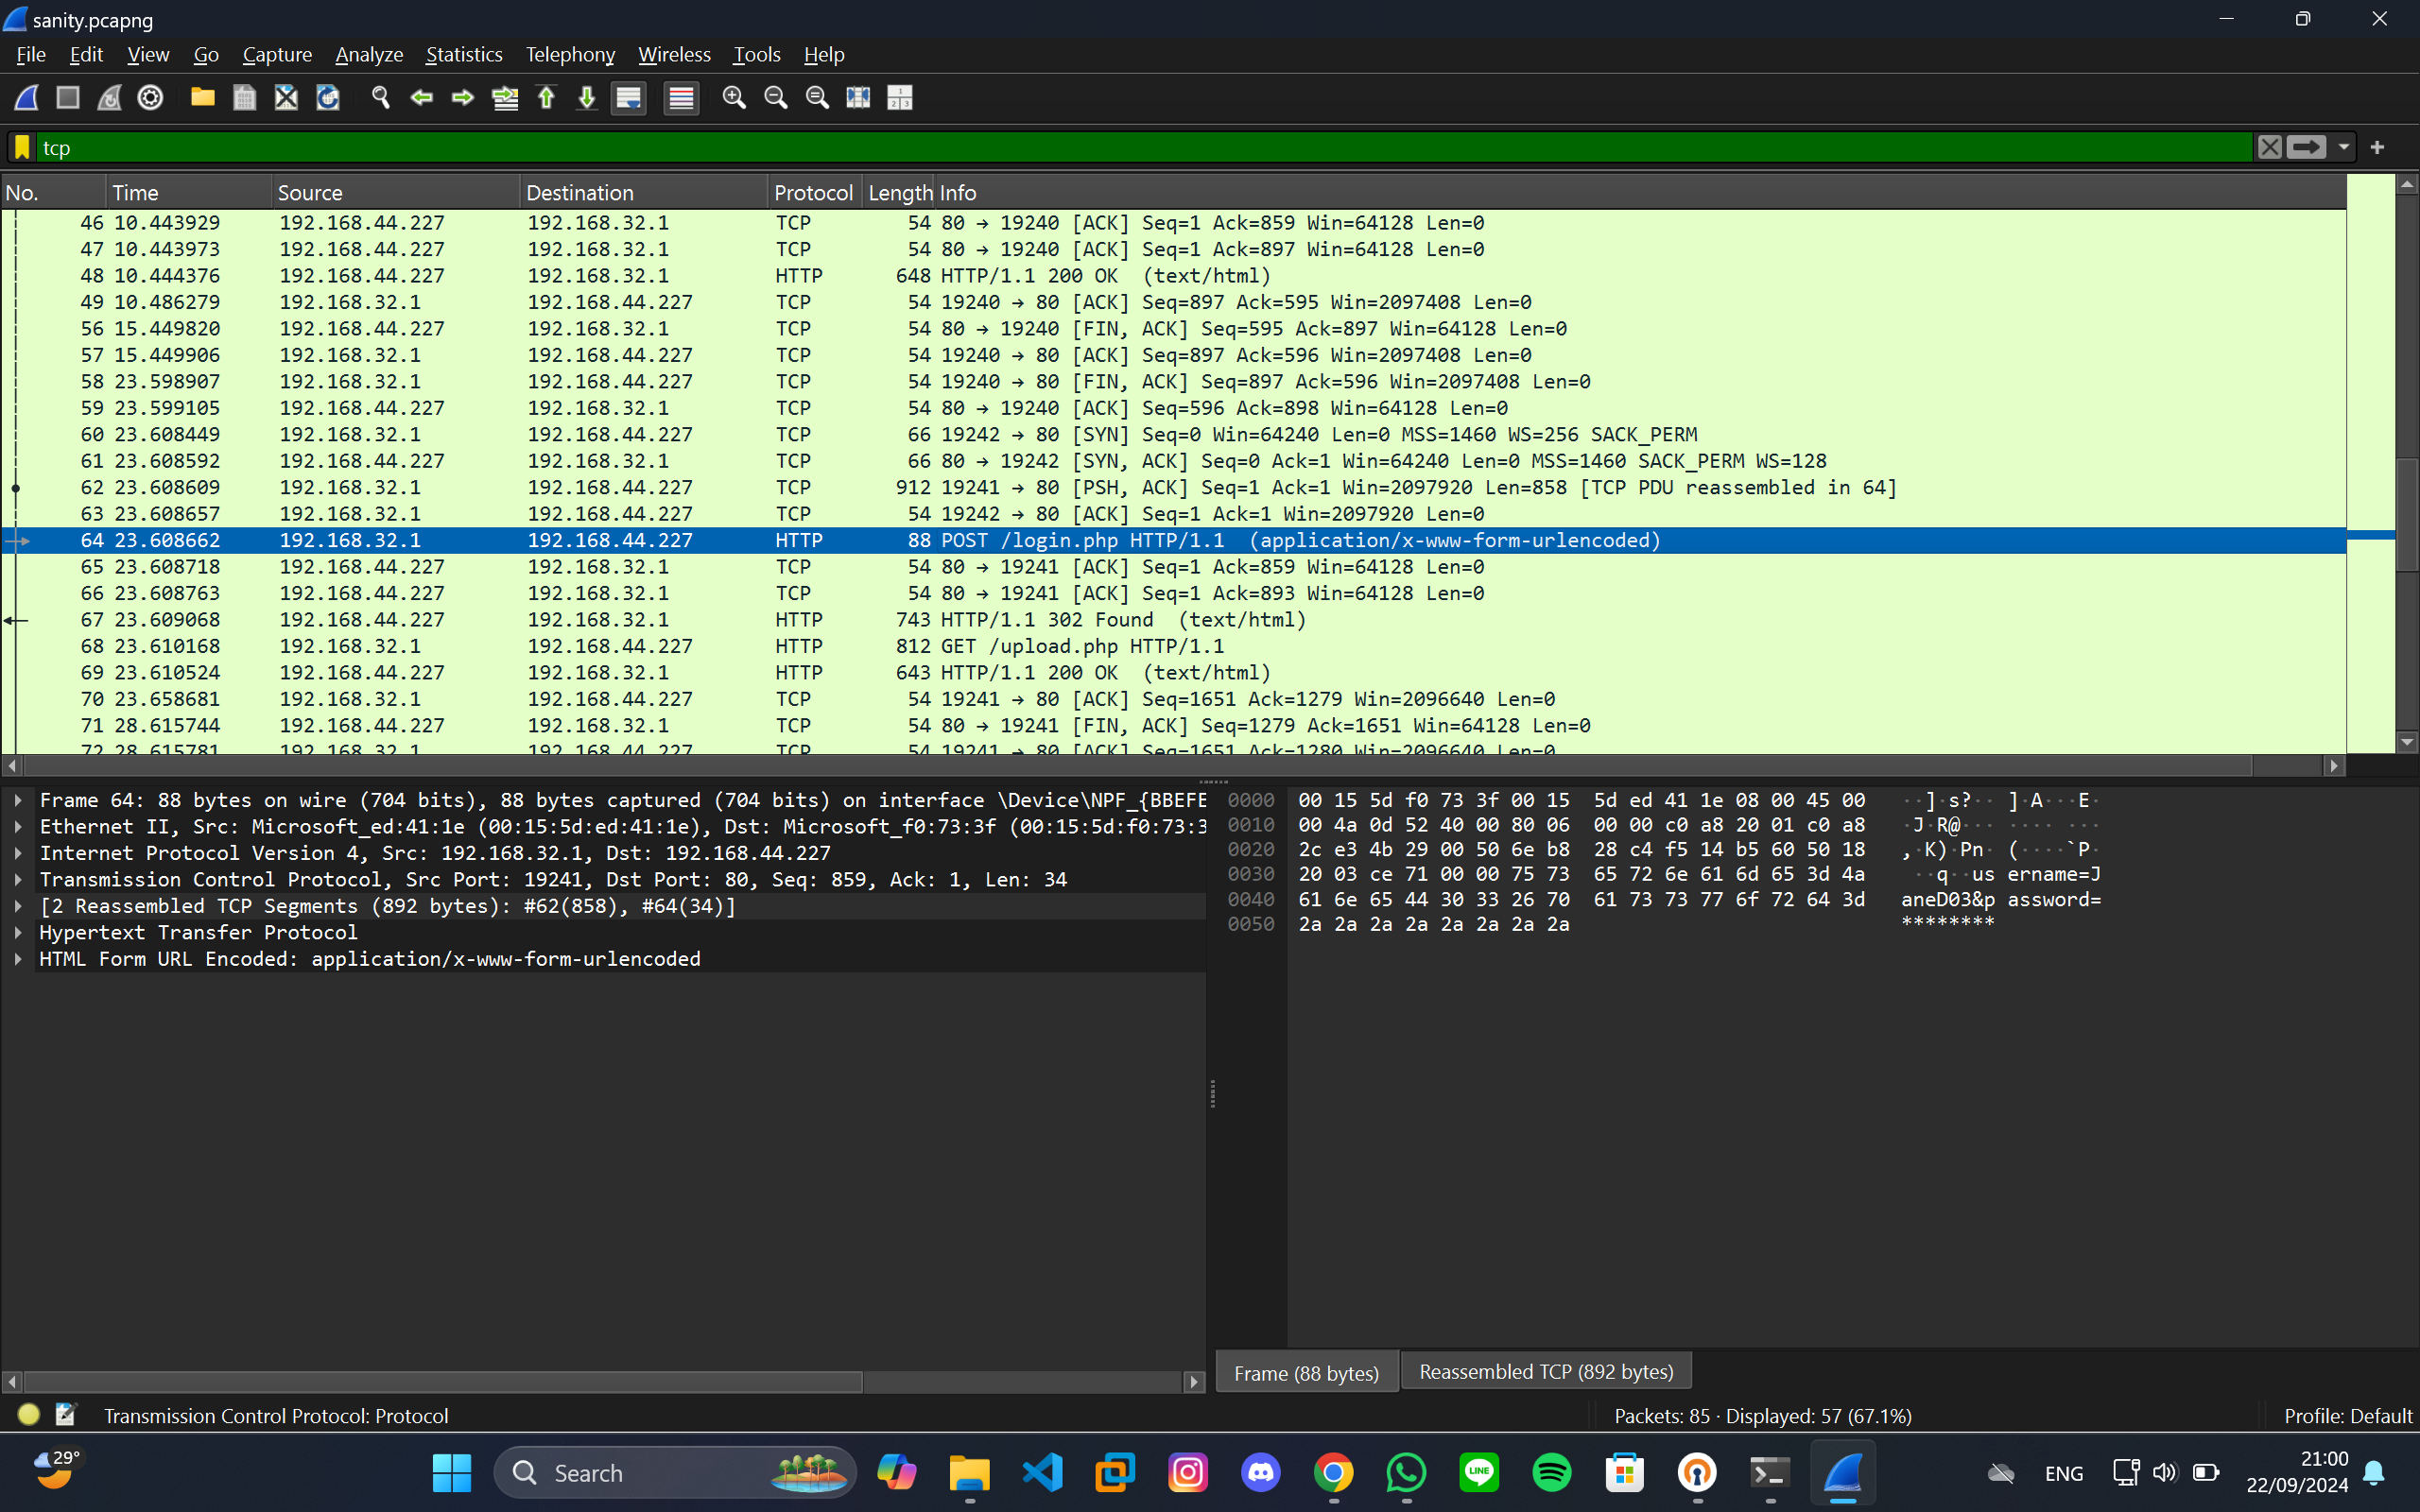 sanity.pcapng
File Edit View Go Capture Analyze Statistics Telephony Wireless Tools Help
tcp
No. Time Source Destination Protocol Length Info
46 10.443929 192.168.44.227 192.168.32.1 TCP 54 80 → 19240 [ACK] Seq=1 Ack=859 Win=64128 Len=0
47 10.443973 192.168.44.227 192.168.32.1 TCP 54 80 → 19240 [ACK] Seq=1 Ack=897 Win=64128 Len=0
48 10.444376 192.168.44.227 192.168.32.1 HTTP 648 HTTP/1.1 200 OK (text/html)
49 10.486279 192.168.32.1 192.168.44.227 TCP 54 19240 → 80 [ACK] Seq=897 Ack=595 Win=2097408 Len=0
56 15.449820 192.168.44.227 192.168.32.1 TCP 54 80 → 19240 [FIN, ACK] Seq=595 Ack=897 Win=64128 Len=0
57 15.449906 192.168.32.1 192.168.44.227 TCP 54 19240 → 80 [ACK] Seq=897 Ack=596 Win=2097408 Len=0
58 23.598907 192.168.32.1 192.168.44.227 TCP 54 19240 → 80 [FIN, ACK] Seq=897 Ack=596 Win=2097408 Len=0
59 23.599105 192.168.44.227 192.168.32.1 TCP 54 80 → 19240 [ACK] Seq=596 Ack=898 Win=64128 Len=0
60 23.608449 192.168.32.1 192.168.44.227 TCP 66 19242 → 80 [SYN] Seq=0 Win=64240 Len=0 MSS=1460 WS=256 SACK_PERM
61 23.608592 192.168.44.227 192.168.32.1 TCP 66 80 → 19242 [SYN, ACK] Seq=0 Ack=1 Win=64240 Len=0 MSS=1460 SACK_PERM WS=128
62 23.608609 192.168.32.1 192.168.44.227 TCP 912 19241 → 80 [PSH, ACK] Seq=1 Ack=1 Win=2097920 Len=858 [TCP PDU reassembled in 64]
63 23.608657 192.168.32.1 192.168.44.227 TCP 54 19242 → 80 [ACK] Seq=1 Ack=1 Win=2097920 Len=0
64 23.608662 192.168.32.1 192.168.44.227 HTTP 88 POST /login.php HTTP/1.1 (application/x-www-form-urlencoded)
65 23.608718 192.168.44.227 192.168.32.1 TCP 54 80 → 19241 [ACK] Seq=1 Ack=859 Win=64128 Len=0
66 23.608763 192.168.44.227 192.168.32.1 TCP 54 80 → 19241 [ACK] Seq=1 Ack=893 Win=64128 Len=0
67 23.609068 192.168.44.227 192.168.32.1 HTTP 743 HTTP/1.1 302 Found (text/html)
68 23.610168 192.168.32.1 192.168.44.227 HTTP 812 GET /upload.php HTTP/1.1
69 23.610524 192.168.44.227 192.168.32.1 HTTP 643 HTTP/1.1 200 OK (text/html)
70 23.658681 192.168.32.1 192.168.44.227 TCP 54 19241 → 80 [ACK] Seq=1651 Ack=1279 Win=2096640 Len=0
71 28.615744 192.168.44.227 192.168.32.1 TCP 54 80 → 19241 [FIN, ACK] Seq=1279 Ack=1651 Win=64128 Len=0
72 28.615781 192.168.32.1 192.168.44.227 TCP 54 19241 → 80 [ACK] Seq=1651 Ack=1280 Win=2096640 Len=0
Frame 64: 88 bytes on wire (704 bits), 88 bytes captured (704 bits) on interface \Device\NPF_{BBEFE
Ethernet II, Src: Microsoft_ed:41:1e (00:15:5d:ed:41:1e), Dst: Microsoft_f0:73:3f (00:15:5d:f0:73:3
Internet Protocol Version 4, Src: 192.168.32.1, Dst: 192.168.44.227
Transmission Control Protocol, Src Port: 19241, Dst Port: 80, Seq: 859, Ack: 1, Len: 34
[2 Reassembled TCP Segments (892 bytes): #62(858), #64(34)]
Hypertext Transfer Protocol
HTML Form URL Encoded: application/x-www-form-urlencoded
0000 00 15 5d f0 73 3f 00 15 5d ed 41 1e 08 00 45 00 ··]·s?·· ]·A···E·
0010 00 4a 0d 52 40 00 80 06 00 00 c0 a8 20 01 c0 a8 ·J·R@··· ···· ···
0020 2c e3 4b 29 00 50 6e b8 28 c4 f5 14 b5 60 50 18 ,·K)·Pn· (····`P·
0030 20 03 ce 71 00 00 75 73 65 72 6e 61 6d 65 3d 4a ··q··us ername=J
0040 61 6e 65 44 30 33 26 70 61 73 73 77 6f 72 64 3d aneD03&p assword=
0050 2a 2a 2a 2a 2a 2a 2a 2a ********
Frame (88 bytes) Reassembled TCP (892 bytes)
Transmission Control Protocol: Protocol Packets: 85 · Displayed: 57 (67.1%) Profile: Default
29° Search LINE ENG 21:00
22/09/2024